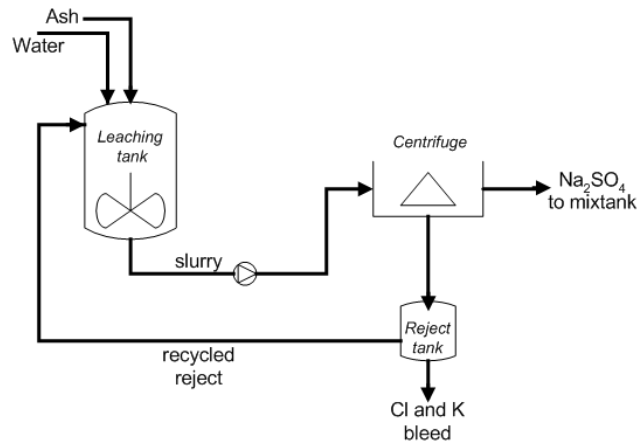 Ash
Water
Leaching
tank
Centrifuge
Na₂SO₄
to mixtank
slurry
Reject
tank
recycled
reject
Cl and K
bleed